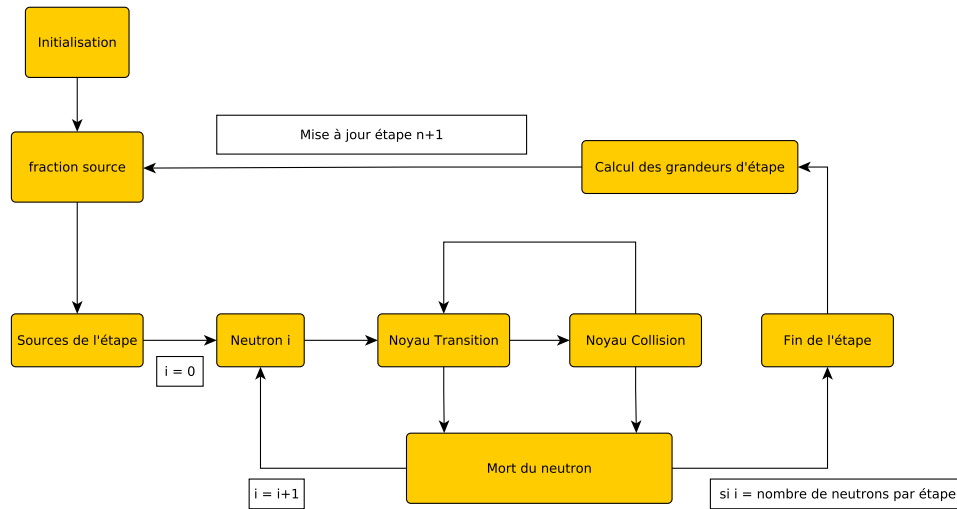 Initialisation
Mise à jour étape n+1
fraction source
Calcul des grandeurs d'étape
Sources de l'étape
Neutron i
Noyau Transition
Noyau Collision
Fin de l'étape
i = 0
Mort du neutron
i = i+1
si i = nombre de neutrons par étape